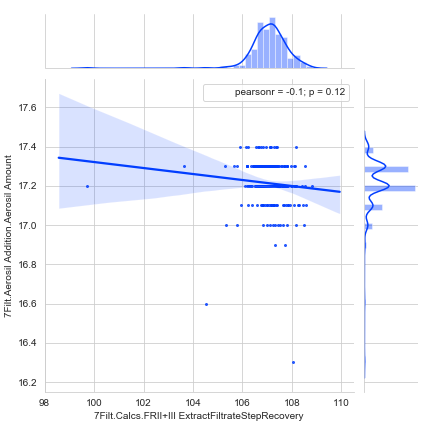 pearsonr = -0.1; p = 0.12
7Filt.Aerosil Addition.Aerosil Amount
17.6
17.4
17.2
17.0
16.8
16.6
16.4
16.2
98 100 102 104 106 108 110
7Filt.Calcs.FRII+III ExtractFiltrateStepRecovery